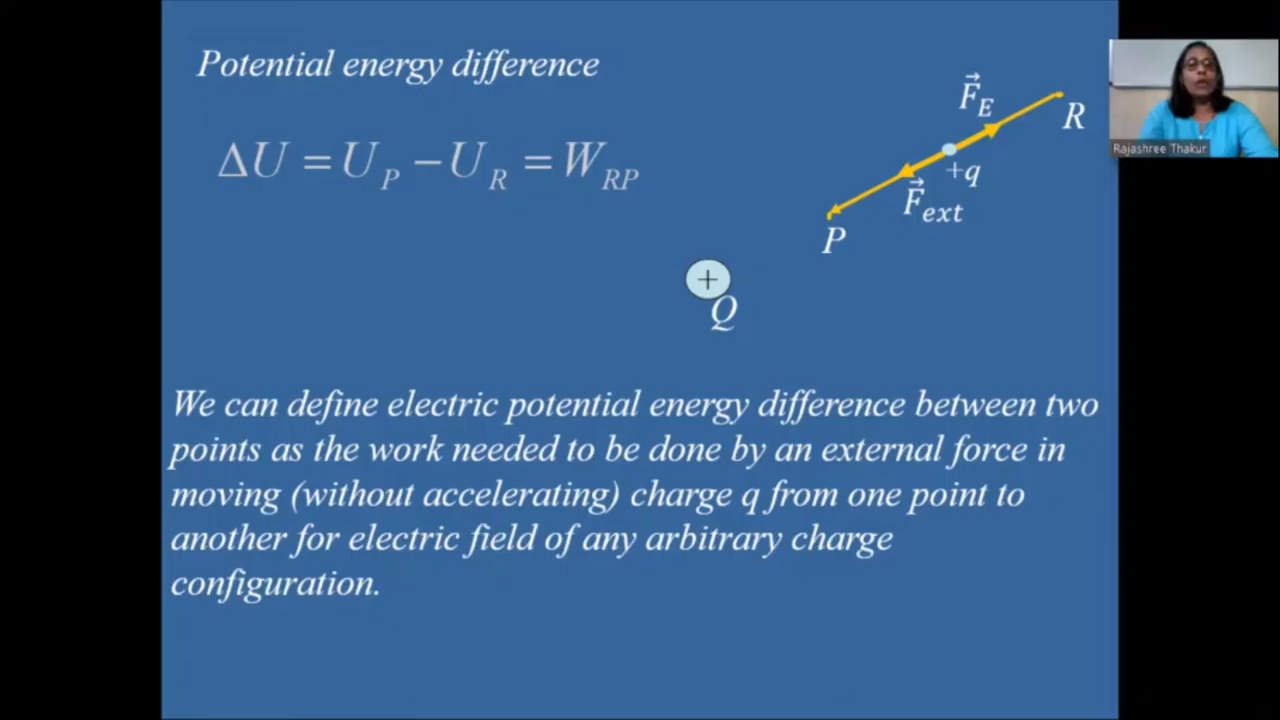 Potential energy difference
ΔU = U_P − U_R = W_RP
F⃗_E
R
+q
F⃗_ext
P
+
Q
Rajashree Thakur
We can define electric potential energy difference between two
points as the work needed to be done by an external force in
moving (without accelerating) charge q from one point to
another for electric field of any arbitrary charge
configuration.